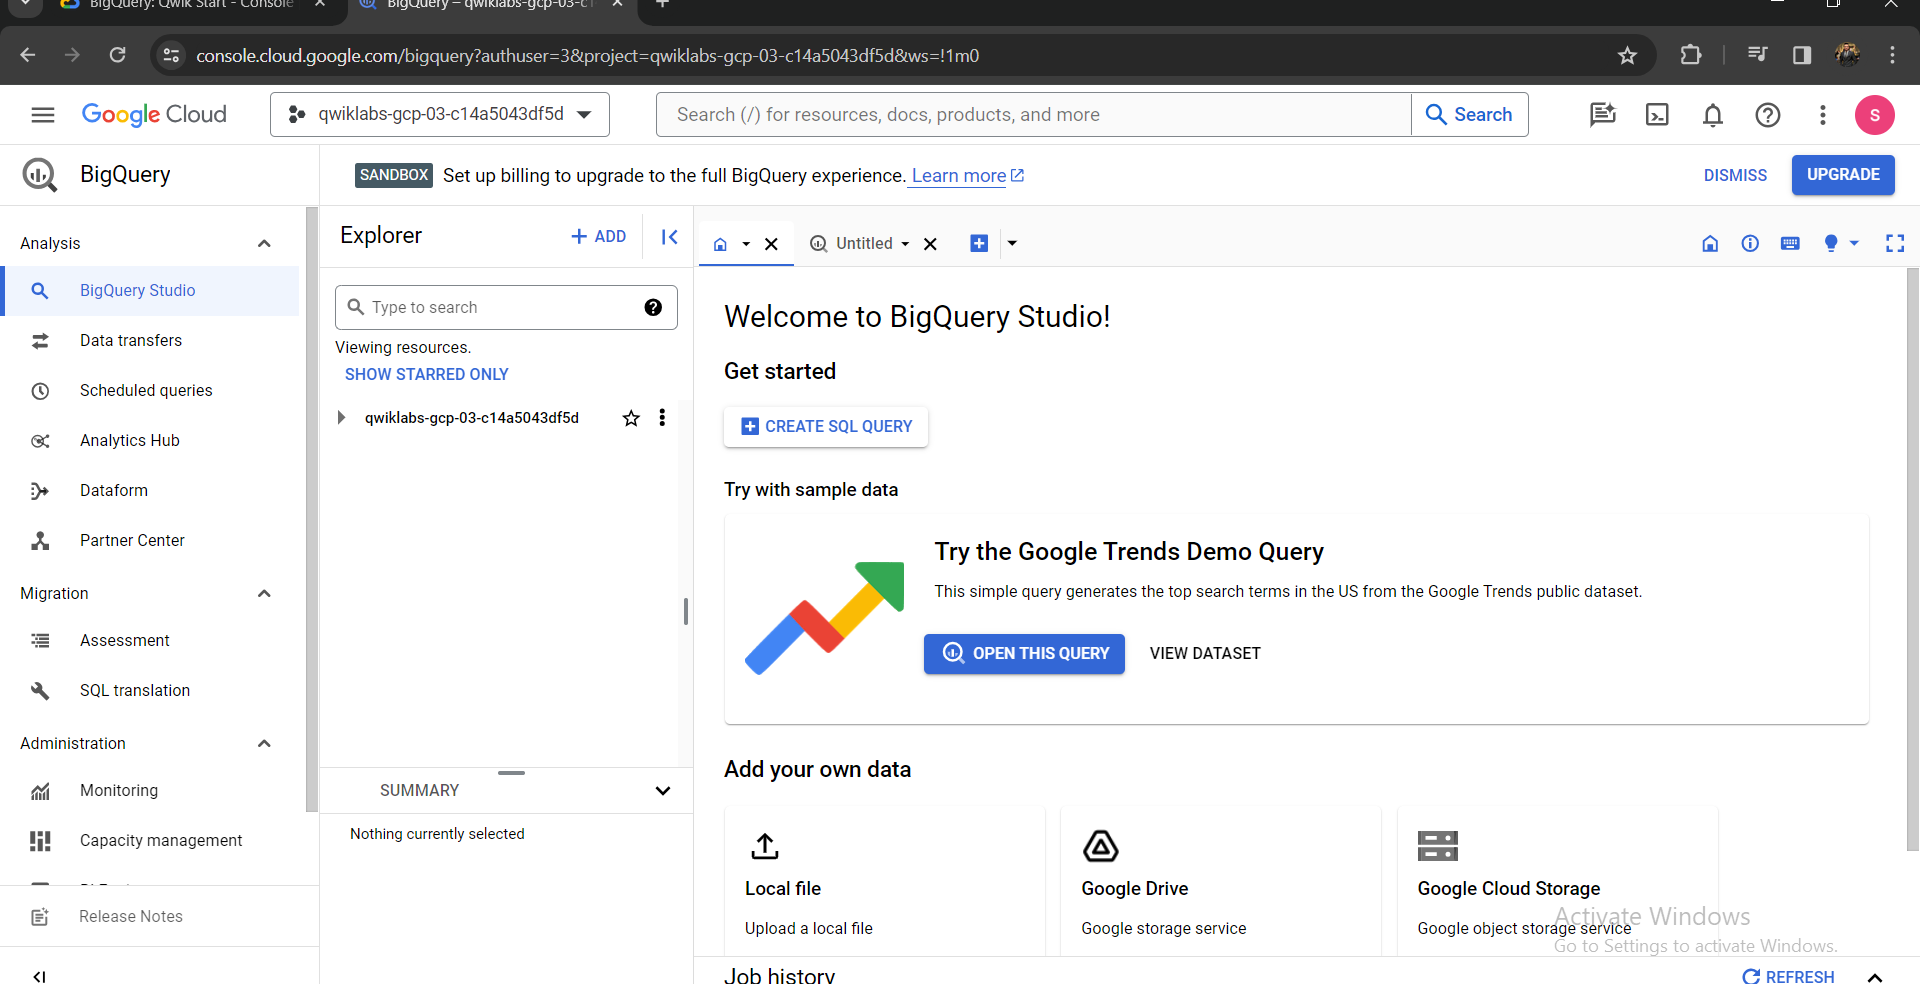 BigQuery: Qwik Start - Console
BigQuery – qwiklabs-gcp-03-c1
console.cloud.google.com/bigquery?authuser=3&project=qwiklabs-gcp-03-c14a5043df5d&ws=!1m0
Google Cloud
qwiklabs-gcp-03-c14a5043df5d
Search (/) for resources, docs, products, and more
Search
S
BigQuery
SANDBOX Set up billing to upgrade to the full BigQuery experience. Learn more
DISMISS
UPGRADE
Analysis
BigQuery Studio
Data transfers
Scheduled queries
Analytics Hub
Dataform
Partner Center
Migration
Assessment
SQL translation
Administration
Monitoring
Capacity management
Release Notes
Explorer
+ ADD
Type to search
Viewing resources.
SHOW STARRED ONLY
qwiklabs-gcp-03-c14a5043df5d
SUMMARY
Nothing currently selected
Untitled
Welcome to BigQuery Studio!
Get started
CREATE SQL QUERY
Try with sample data
Try the Google Trends Demo Query
This simple query generates the top search terms in the US from the Google Trends public dataset.
OPEN THIS QUERY
VIEW DATASET
Add your own data
Local file
Upload a local file
Google Drive
Google storage service
Google Cloud Storage
Google object storage service
Activate Windows
Go to Settings to activate Windows.
Job history
REFRESH